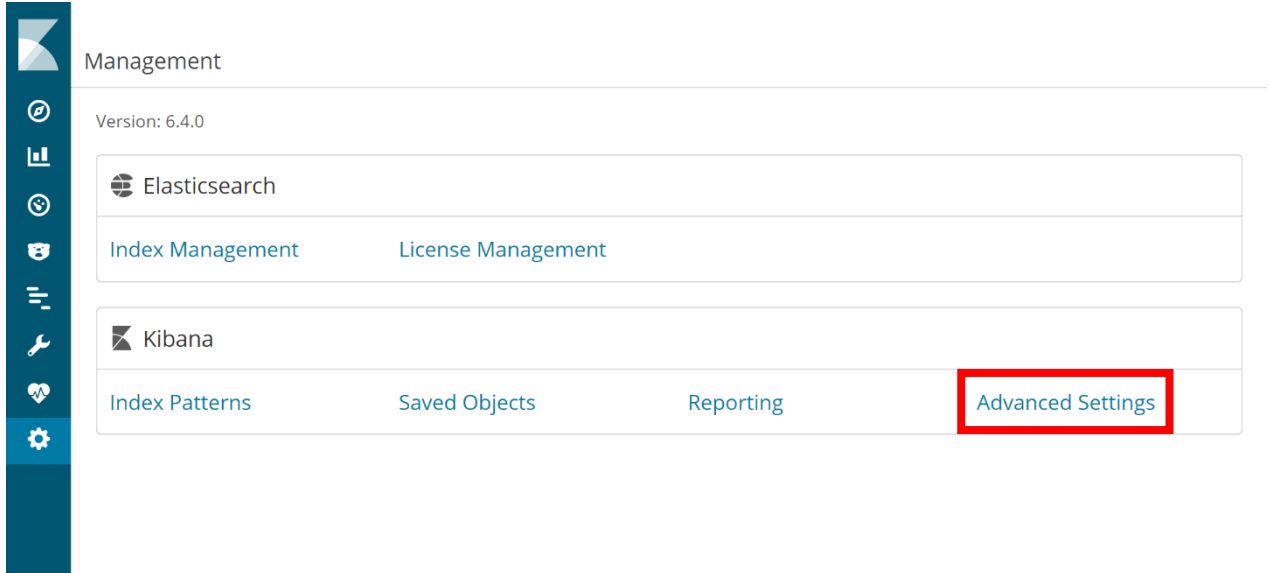 Management
Version: 6.4.0
Elasticsearch
Index Management License Management
Kibana
Index Patterns Saved Objects Reporting Advanced Settings